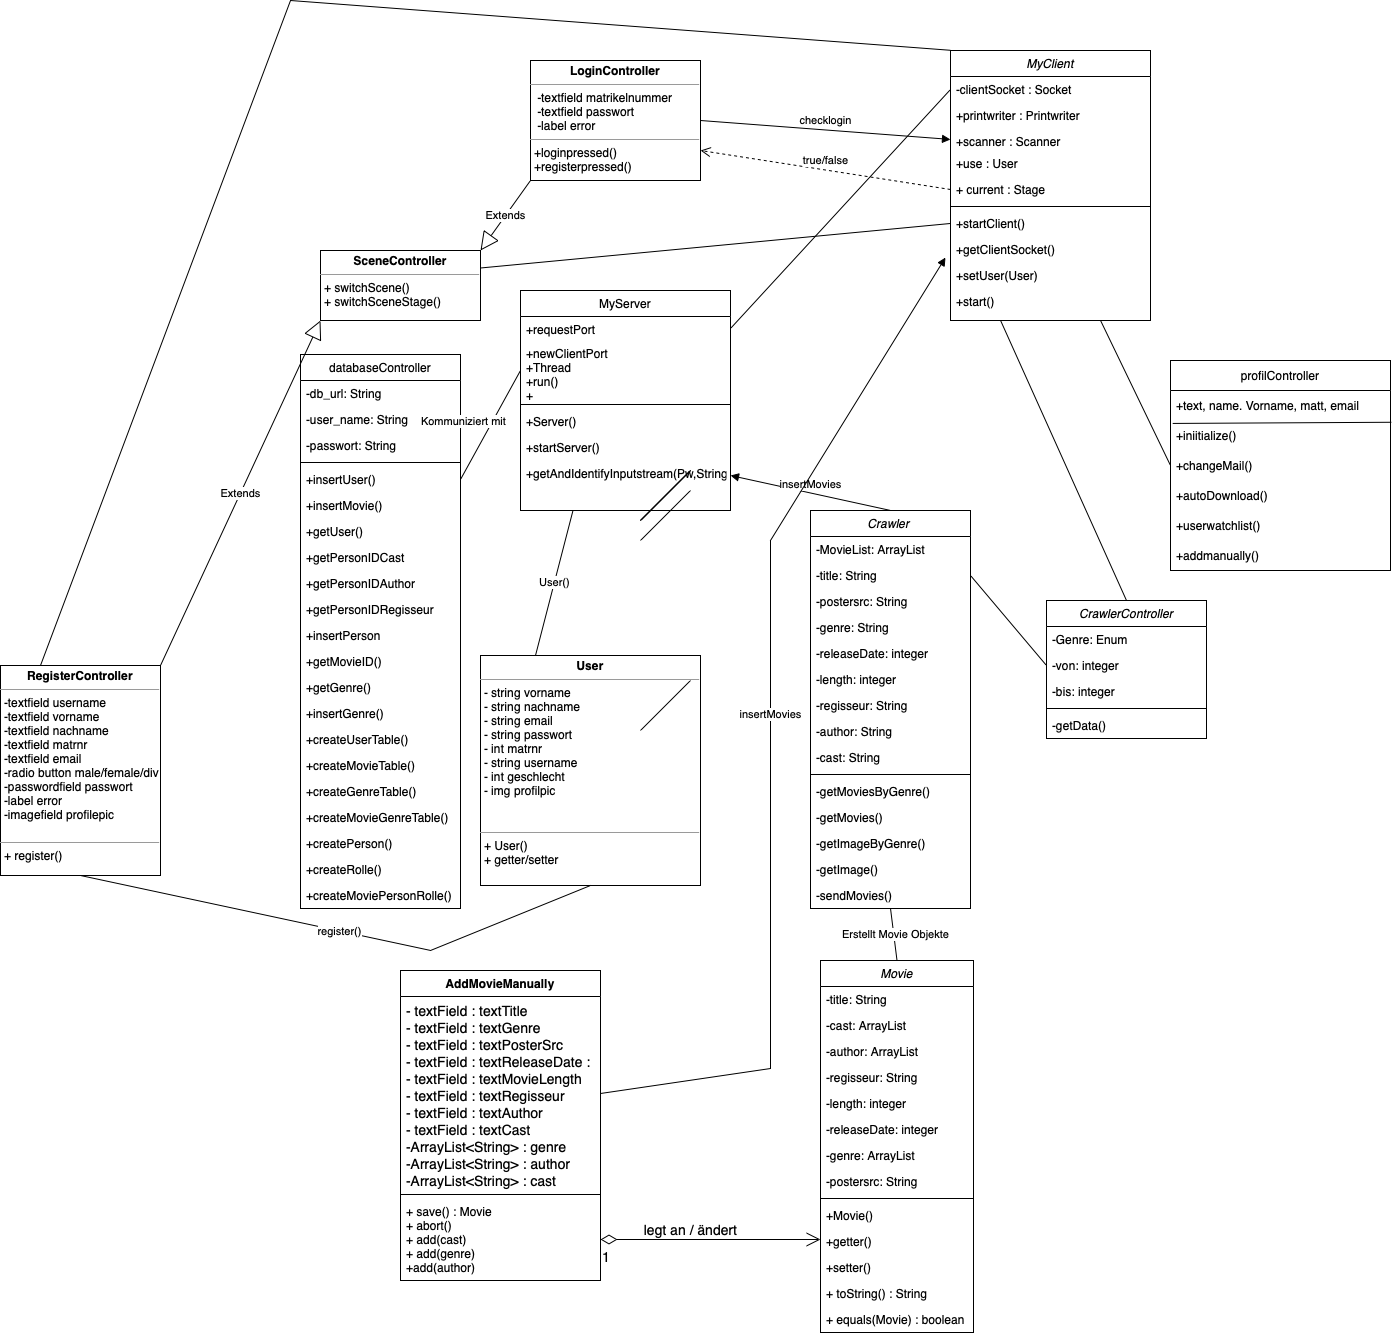 MyClient
-clientSocket : Socket
+printwriter : Printwriter
+scanner : Scanner
+use : User
+ current : Stage
+startClient()
+getClientSocket()
+setUser(User)
+start()
LoginController
-textfield matrikelnummer
-textfield passwort
-label error
+loginpressed()
+registerpressed()
checklogin
true/false
Extends
SceneController
+ switchScene()
+ switchSceneStage()
MyServer
+requestPort
+newClientPort
+Thread
+run()
+
+Server()
+startServer()
+getAndIdentifyInputstream(Pw,String
databaseController
-db_url: String
-user_name: String
-passwort: String
+insertUser()
+insertMovie()
+getUser()
+getPersonIDCast
+getPersonIDAuthor
+getPersonIDRegisseur
+insertPerson
+getMovieID()
+getGenre()
+insertGenre()
+createUserTable()
+createMovieTable()
+createGenreTable()
+createMovieGenreTable()
+createPerson()
+createRolle()
+createMoviePersonRolle()
Kommuniziert mit
Extends
profilController
+text, name. Vorname, matt, email
+iniitialize()
+changeMail()
+autoDownload()
+userwatchlist()
+addmanually()
insertMovies
Crawler
-MovieList: ArrayList
-title: String
-postersrc: String
-genre: String
-releaseDate: integer
-length: integer
-regisseur: String
-author: String
-cast: String
-getMoviesByGenre()
-getMovies()
-getImageByGenre()
-getImage()
-sendMovies()
CrawlerController
-Genre: Enum
-von: integer
-bis: integer
-getData()
User()
User
- string vorname
- string nachname
- string email
- string passwort
- int matrnr
- string username
- int geschlecht
- img profilpic
+ User()
+ getter/setter
RegisterController
-textfield username
-textfield vorname
-textfield nachname
-textfield matrnr
-textfield email
-radio button male/female/div
-passwordfield passwort
-label error
-imagefield profilepic
+ register()
insertMovies
register()
Erstellt Movie Objekte
AddMovieManually
- textField : textTitle
- textField : textGenre
- textField : textPosterSrc
- textField : textReleaseDate :
- textField : textMovieLength
- textField : textRegisseur
- textField : textAuthor
- textField : textCast
-ArrayList<String> : genre
-ArrayList<String> : author
-ArrayList<String> : cast
+ save() : Movie
+ abort()
+ add(cast)
+ add(genre)
+add(author)
legt an / ändert
1
Movie
-title: String
-cast: ArrayList
-author: ArrayList
-regisseur: String
-length: integer
-releaseDate: integer
-genre: ArrayList
-postersrc: String
+Movie()
+getter()
+setter()
+ toString() : String
+ equals(Movie) : boolean